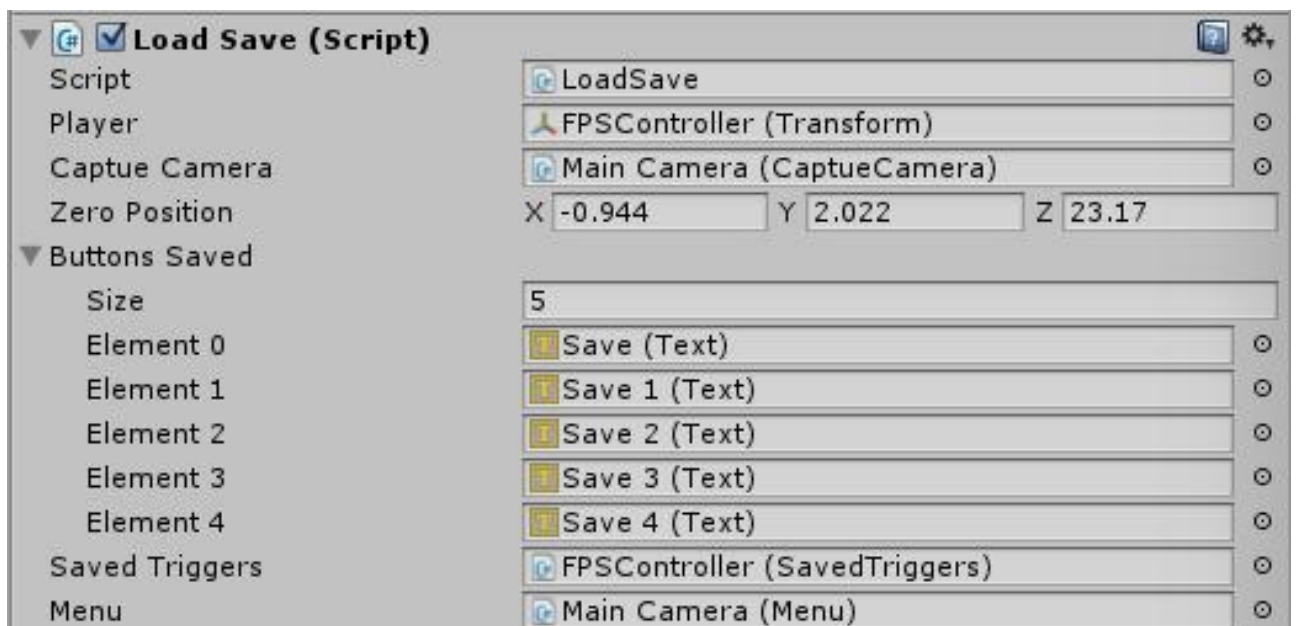 Load Save (Script)
Script LoadSave
Player FPSController (Transform)
Captue Camera Main Camera (CaptueCamera)
Zero Position X -0.944 Y 2.022 Z 23.17
Buttons Saved
Size 5
Element 0 Save (Text)
Element 1 Save 1 (Text)
Element 2 Save 2 (Text)
Element 3 Save 3 (Text)
Element 4 Save 4 (Text)
Saved Triggers FPSController (SavedTriggers)
Menu Main Camera (Menu)